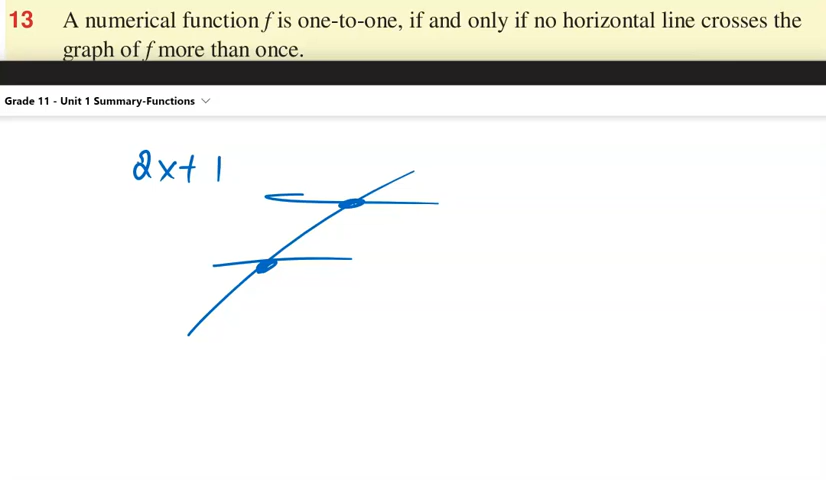 13 A numerical function f is one-to-one, if and only if no horizontal line crosses the
graph of f more than once.
Grade 11 - Unit 1 Summary-Functions
2x+1